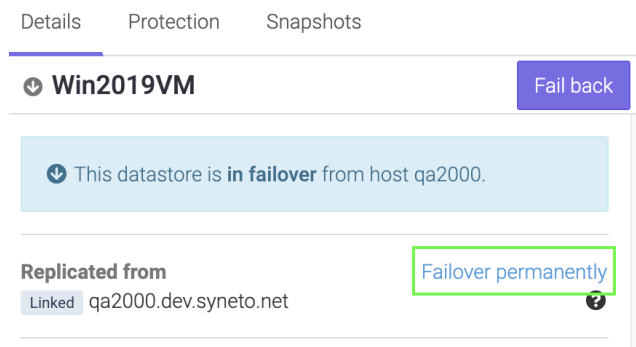 Details Protection Snapshots
Win2019VM Fail back
This datastore is in failover from host qa2000.
Replicated from Failover permanently
Linked qa2000.dev.syneto.net ?